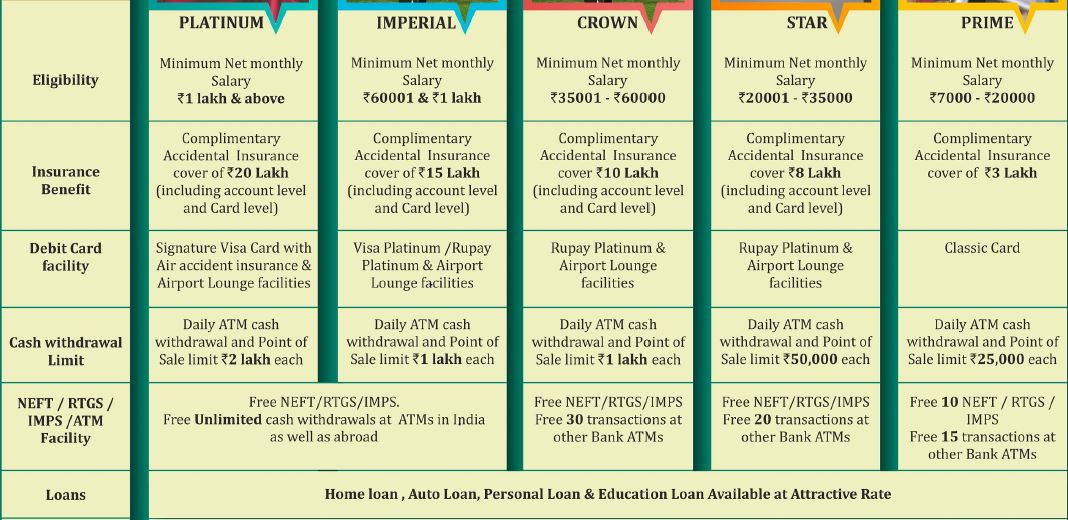 PLATINUM
IMPERIAL
CROWN
STAR
PRIME
Eligibility
Minimum Net monthly
Salary
₹1 lakh & above
Minimum Net monthly
Salary
₹60001 & ₹1 lakh
Minimum Net monthly
Salary
₹35001 - ₹60000
Minimum Net monthly
Salary
₹20001 - ₹35000
Minimum Net monthly
Salary
₹7000 - ₹20000
Insurance
Benefit
Complimentary
Accidental Insurance
cover of ₹20 Lakh
(including account level
and Card level)
Complimentary
Accidental Insurance
cover of ₹15 Lakh
(including account level
and Card level)
Complimentary
Accidental Insurance
cover ₹10 Lakh
(including account level
and Card level)
Complimentary
Accidental Insurance
cover ₹8 Lakh
(including account level
and Card level)
Complimentary
Accidental Insurance
cover of ₹3 Lakh
Debit Card
facility
Signature Visa Card with
Air accident insurance &
Airport Lounge facilities
Visa Platinum /Rupay
Platinum & Airport
Lounge facilities
Rupay Platinum &
Airport Lounge
facilities
Rupay Platinum &
Airport Lounge
facilities
Classic Card
Cash withdrawal
Limit
Daily ATM cash
withdrawal and Point of
Sale limit ₹2 lakh each
Daily ATM cash
withdrawal and Point of
Sale limit ₹1 lakh each
Daily ATM cash
withdrawal and Point of
Sale limit ₹1 lakh each
Daily ATM cash
withdrawal and Point of
Sale limit ₹50,000 each
Daily ATM cash
withdrawal and Point of
Sale limit ₹25,000 each
NEFT / RTGS /
IMPS /ATM
Facility
Free NEFT/RTGS/IMPS.
Free Unlimited cash withdrawals at ATMs in India
as well as abroad
Free NEFT/RTGS/IMPS
Free 30 transactions at
other Bank ATMs
Free NEFT/RTGS/IMPS
Free 20 transactions at
other Bank ATMs
Free 10 NEFT / RTGS /
IMPS
Free 15 transactions at
other Bank ATMs
Loans
Home loan , Auto Loan, Personal Loan & Education Loan Available at Attractive Rate